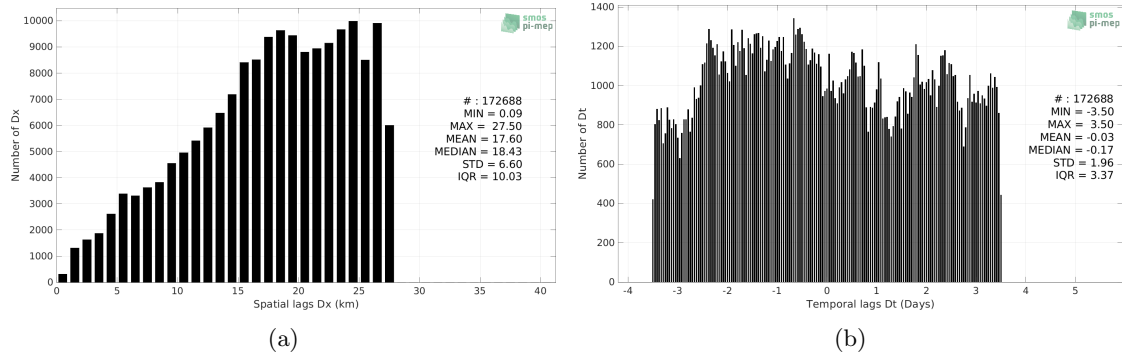 10000
9000
8000
7000
6000
5000
4000
3000
2000
1000
0
Number of Dx
0 5 10 15 20 25 30 35 40
Spatial lags Dx (km)
smos
pi-mep
# : 172688
MIN = 0.09
MAX = 27.50
MEAN = 17.60
MEDIAN = 18.43
STD = 6.60
IQR = 10.03
(a)
1400
1200
1000
800
600
400
200
0
Number of Dt
-4 -3 -2 -1 0 1 2 3 4 5
Temporal lags Dt (Days)
smos
pi-mep
# : 172688
MIN = -3.50
MAX = 3.50
MEAN = -0.03
MEDIAN = -0.17
STD = 1.96
IQR = 3.37
(b)